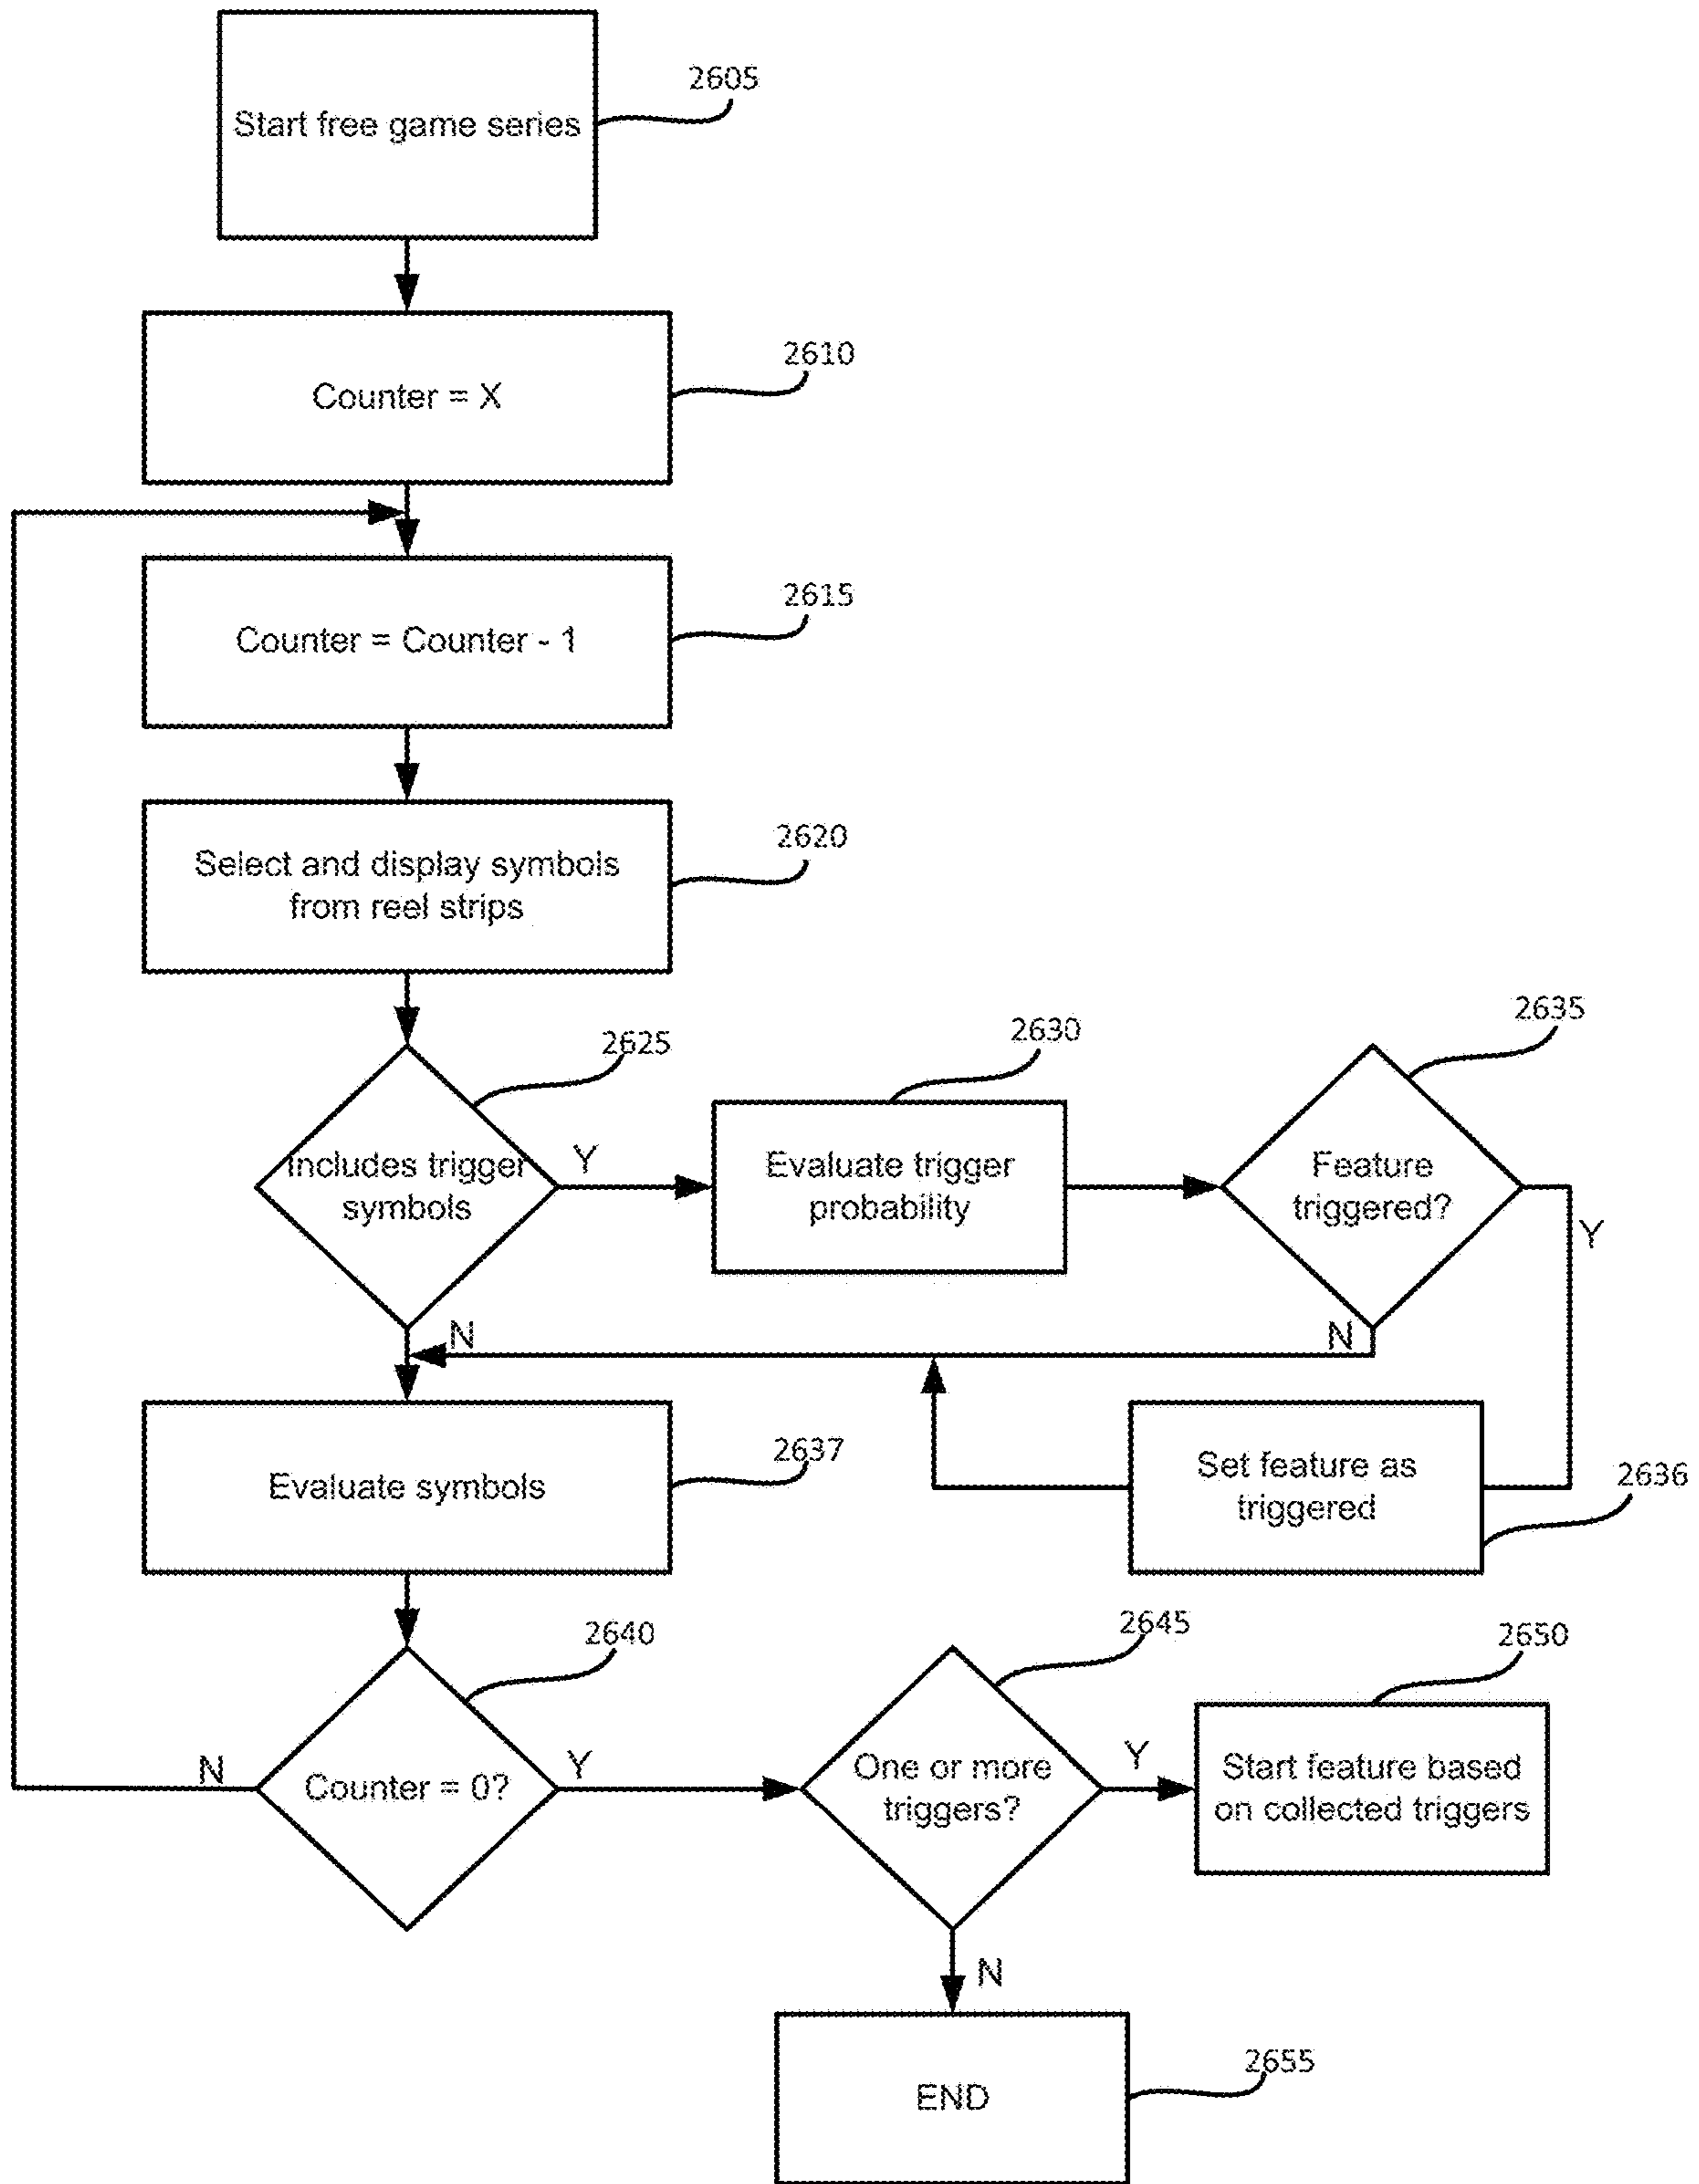 2605
Start free game series
2610
Counter = X
2615
Counter = Counter - 1
2620
Select and display symbols
from reel strips
2625
Includes trigger
symbols
Y
N
2630
Evaluate trigger
probability
2635
Feature
triggered?
Y
N
2636
Set feature as
triggered
2637
Evaluate symbols
2640
Counter = 0?
N
Y
2645
One or more
triggers?
Y
N
2650
Start feature based
on collected triggers
2655
END